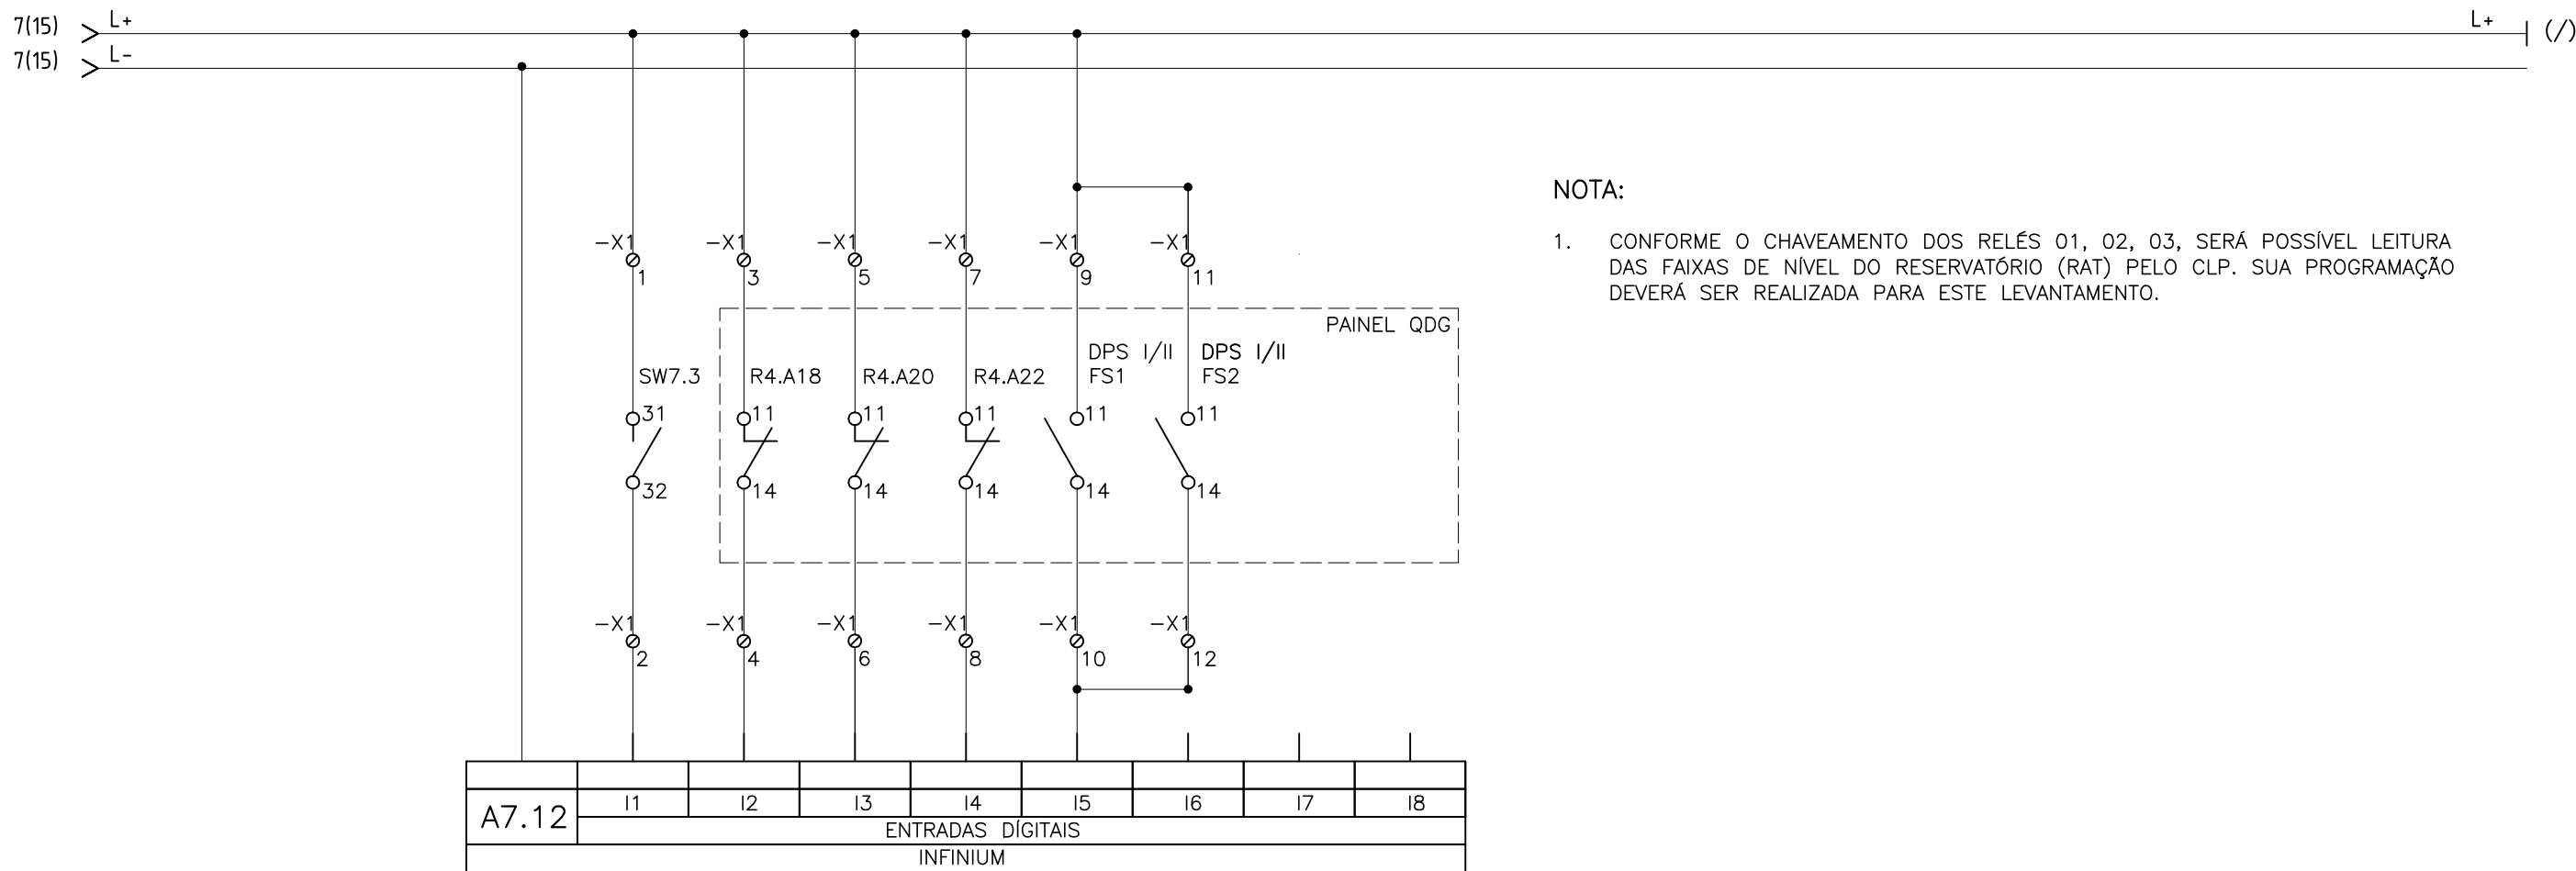 7(15) L+ L+ (/)
7(15) L-
NOTA:
1. CONFORME O CHAVEAMENTO DOS RELÉS 01, 02, 03, SERÁ POSSÍVEL LEITURA
DAS FAIXAS DE NÍVEL DO RESERVATÓRIO (RAT) PELO CLP. SUA PROGRAMAÇÃO
DEVERÁ SER REALIZADA PARA ESTE LEVANTAMENTO.
-X1 -X1 -X1 -X1 -X1 -X1
1 3 5 7 9 11
PAINEL QDG
DPS I/II DPS I/II
SW7.3 R4.A18 R4.A20 R4.A22 FS1 FS2
31 11 11 11 11 11
32 14 14 14 14 14
-X1 -X1 -X1 -X1 -X1 -X1
2 4 6 8 10 12
A7.12 I1 I2 I3 I4 I5 I6 I7 I8
ENTRADAS DÍGITAIS
INFINIUM